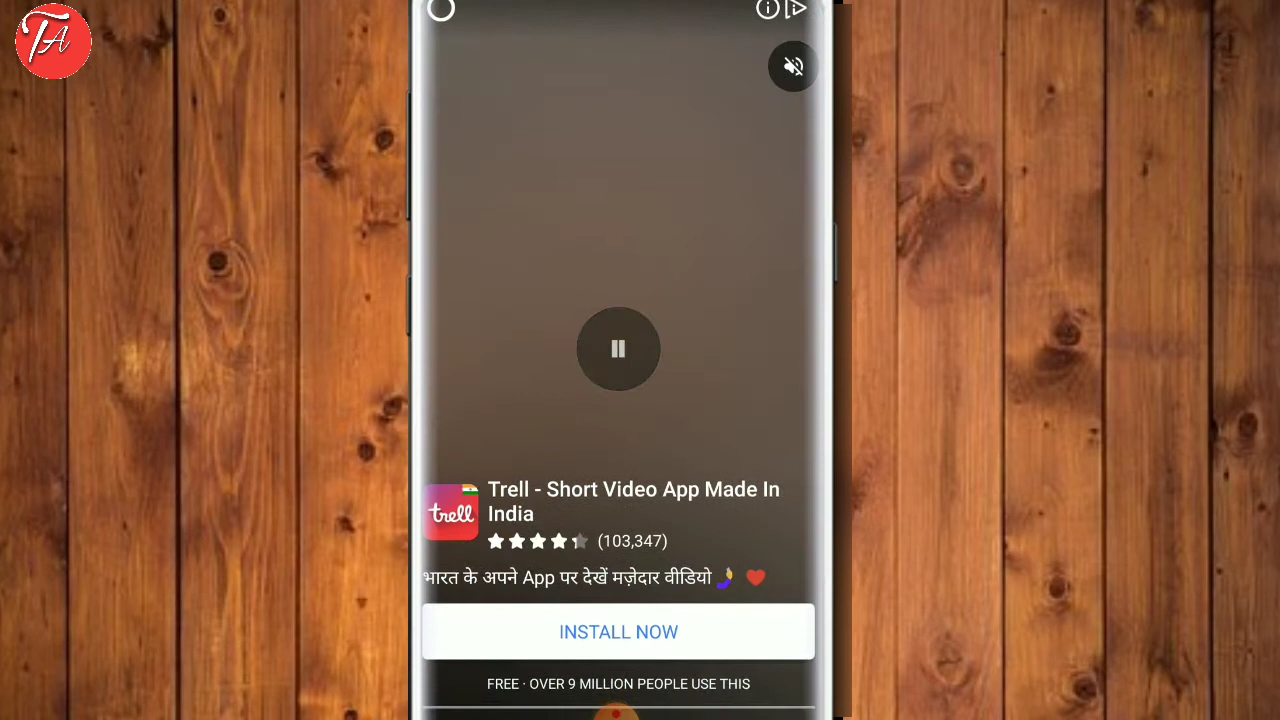 TA
trell
Trell - Short Video App Made In
India
(103,347)
भारत के अपने App पर देखें मज़ेदार वीडियो
INSTALL NOW
FREE · OVER 9 MILLION PEOPLE USE THIS